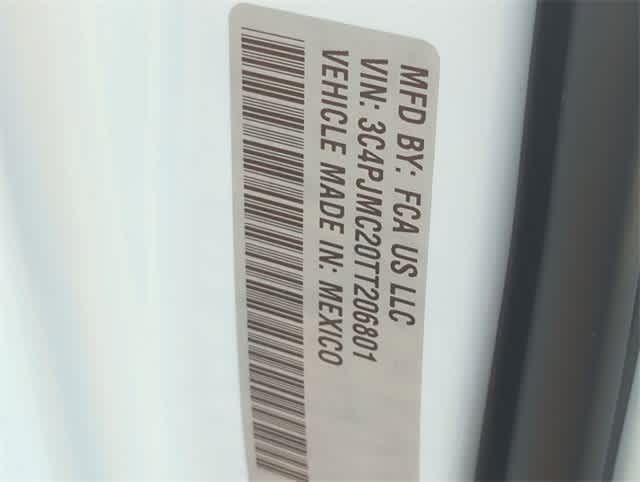 MFD BY: FCA US LLC
VIN: 3C4PJMC20TT206801
VEHICLE MADE IN: MEXICO